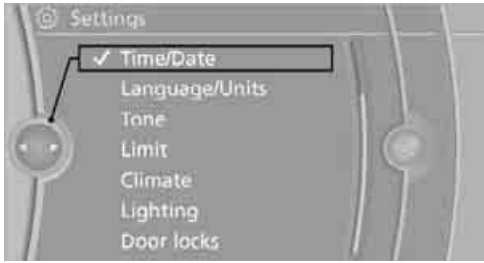 Settings
Time/Date
Language/Units
Tone
Limit
Climate
Lighting
Door locks